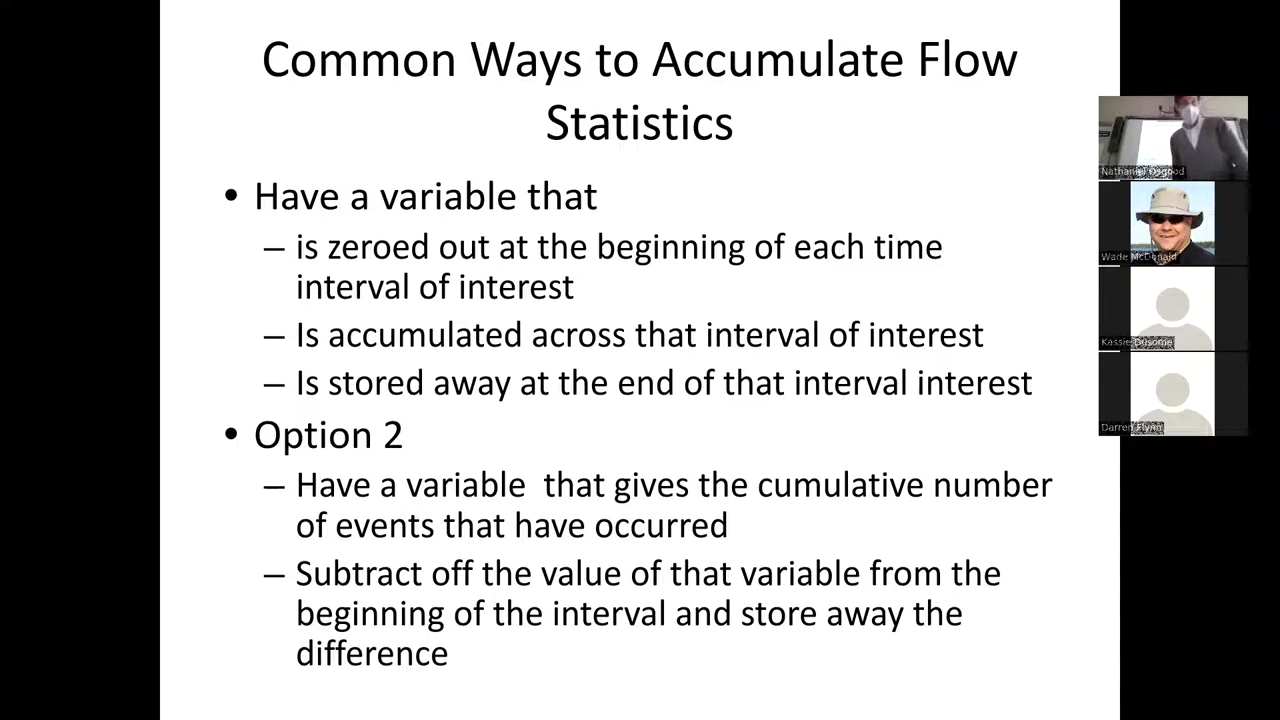 Common Ways to Accumulate Flow
Statistics
• Have a variable that
– is zeroed out at the beginning of each time
interval of interest
– Is accumulated across that interval of interest
– Is stored away at the end of that interval interest
• Option 2
– Have a variable  that gives the cumulative number
of events that have occurred
– Subtract off the value of that variable from the
beginning of the interval and store away the
difference
Nathaniel Osgood
Wade McDonald
Kassie
Darren Flynn